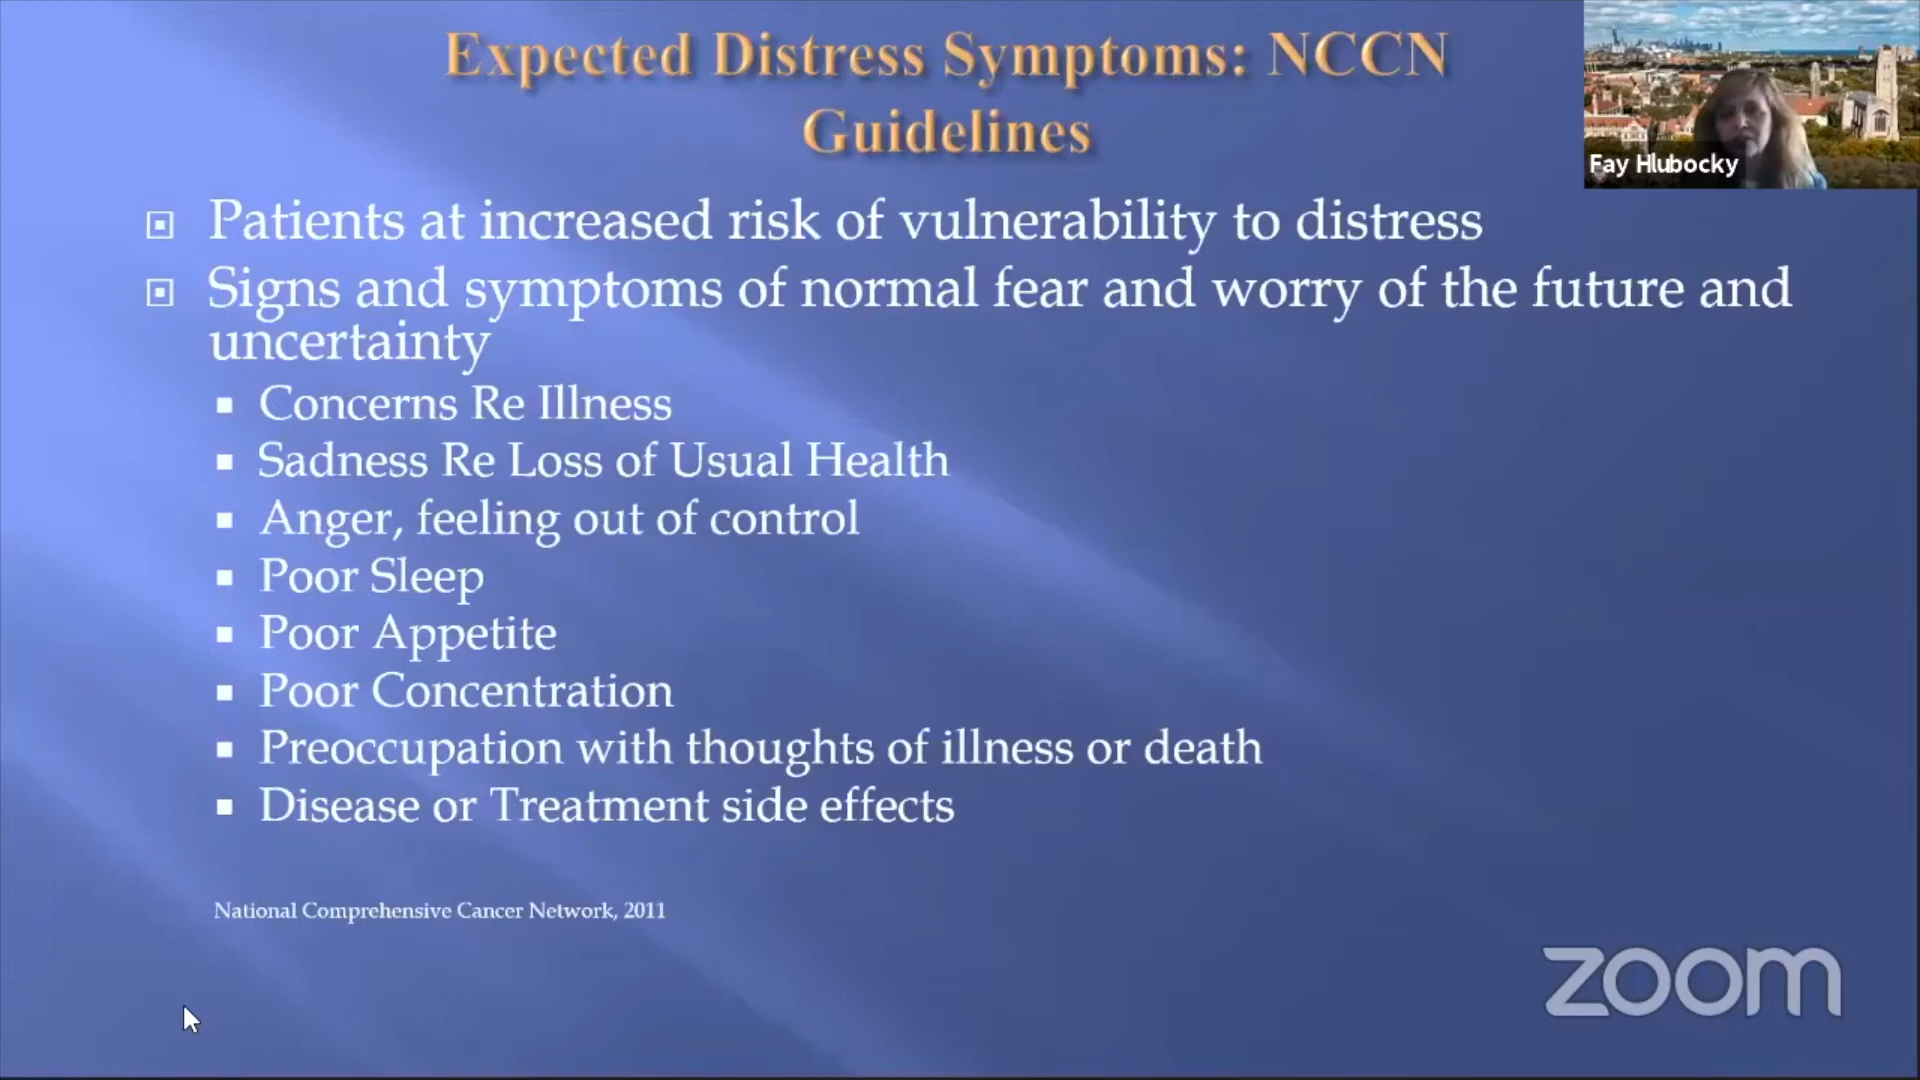 Expected Distress Symptoms: NCCN
Guidelines
Fay Hlubocky
Patients at increased risk of vulnerability to distress
Signs and symptoms of normal fear and worry of the future and
uncertainty
Concerns Re Illness
Sadness Re Loss of Usual Health
Anger, feeling out of control
Poor Sleep
Poor Appetite
Poor Concentration
Preoccupation with thoughts of illness or death
Disease or Treatment side effects
National Comprehensive Cancer Network, 2011
zoom